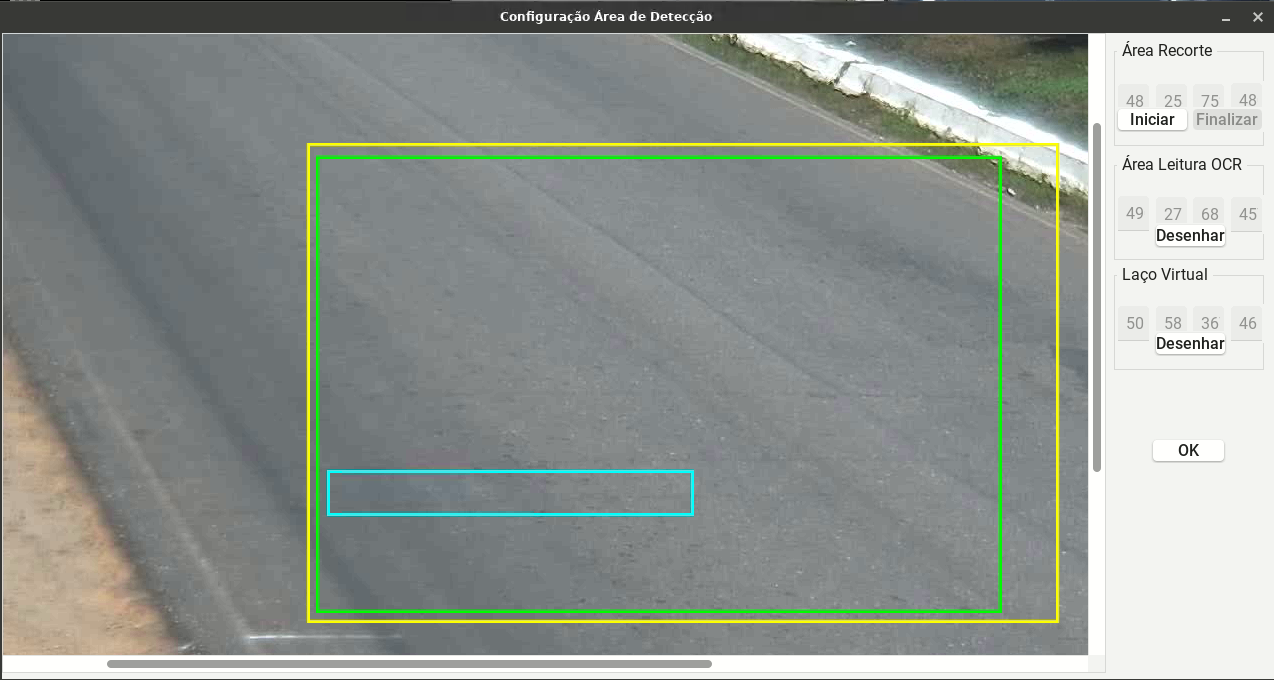 Configuração Área de Detecção
Área Recorte
48 25 75 48
Iniciar Finalizar
Área Leitura OCR
49 27 68 45
Desenhar
Laço Virtual
50 58 36 46
Desenhar
OK